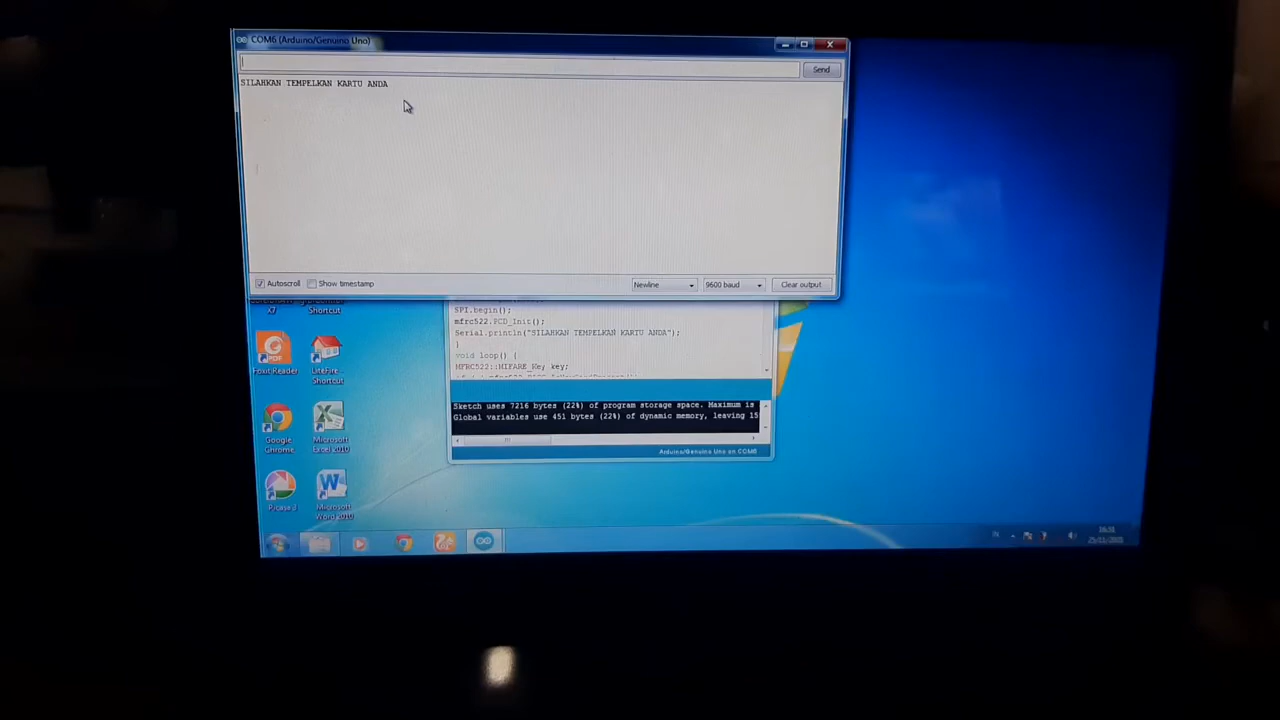 COM6 (Arduino/Genuino Uno)
Send
SILAHKAN TEMPELKAN KARTU ANDA
Autoscroll
Show timestamp
Newline
9600 baud
Clear output
X7
Shortcut
SPI.begin();
mfrc522.PCD_Init();
Serial.println("SILAHKAN TEMPELKAN KARTU ANDA");
}
void loop() {
MFRC522::MIFARE_Key key;
Sketch uses 7216 bytes (22%) of program storage space. Maximum is
Global variables use 451 bytes (22%) of dynamic memory, leaving 15
Arduino/Genuino Uno on COM6
Foxit Reader
LiteFire -
Shortcut
Google
Chrome
Microsoft
Excel 2010
Picasa 3
Microsoft
Word 2010